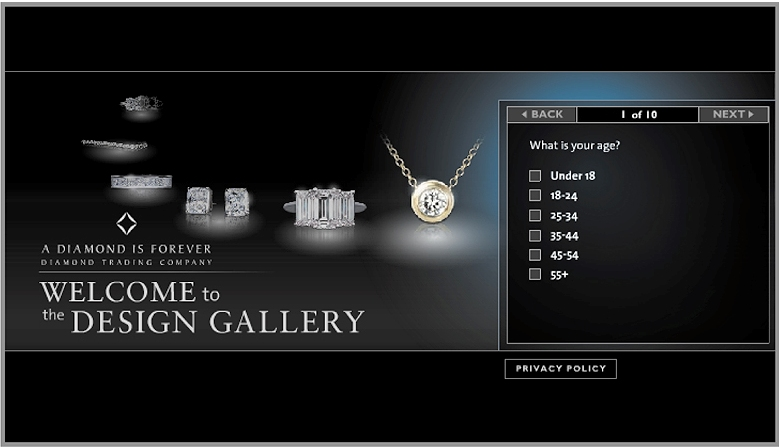 BACK
1 of 10
NEXT
What is your age?
Under 18
18-24
25-34
35-44
45-54
55+
A DIAMOND IS FOREVER
DIAMOND TRADING COMPANY
WELCOME to
the DESIGN GALLERY
PRIVACY POLICY